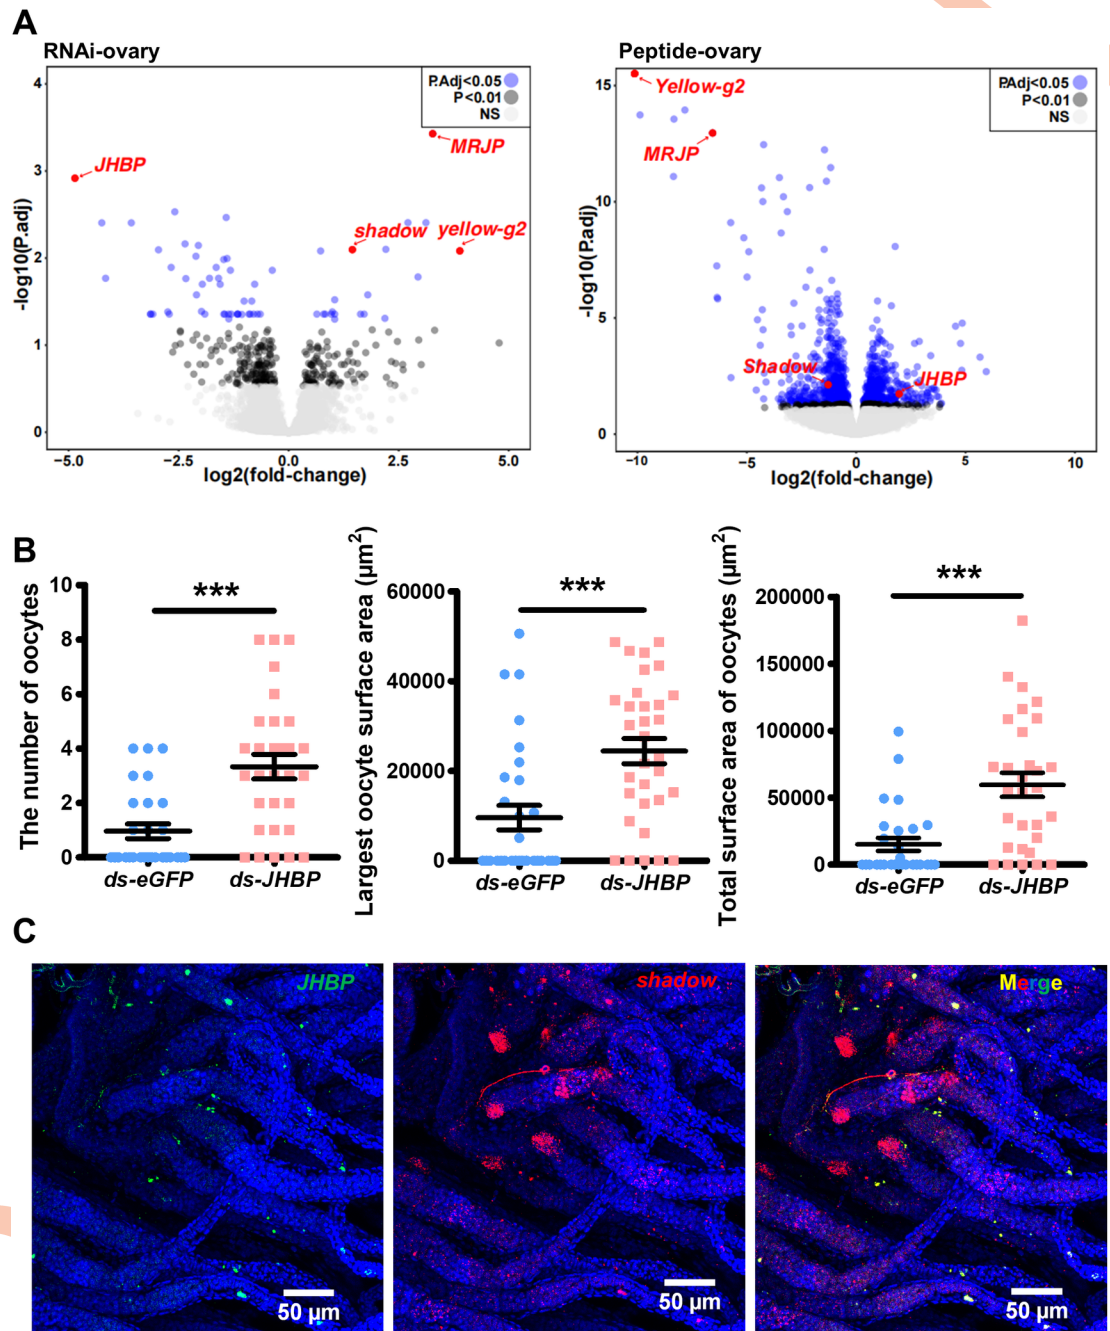 A
RNAi-ovary
-log10(P.adj)
4
3
2
1
0
P.Adj<0.05
P<0.01
NS
MRJP
JHBP
shadow
yellow-g2
−5.0
−2.5
0.0
2.5
5.0
log2(fold-change)
Peptide-ovary
-log10(P.adj)
15
10
5
0
P.Adj<0.05
P<0.01
NS
Yellow-g2
MRJP
Shadow
JHBP
−10
−5
0
5
10
log2(fold-change)
B
The number of oocytes
10
8
6
4
2
0
***
ds-eGFP
ds-JHBP
Largest oocyte surface area (µm2)
60000
40000
20000
0
***
ds-eGFP
ds-JHBP
Total surface area of oocytes (µm2)
200000
150000
100000
50000
0
***
ds-eGFP
ds-JHBP
C
JHBP
50 µm
shadow
50 µm
Merge
50 µm